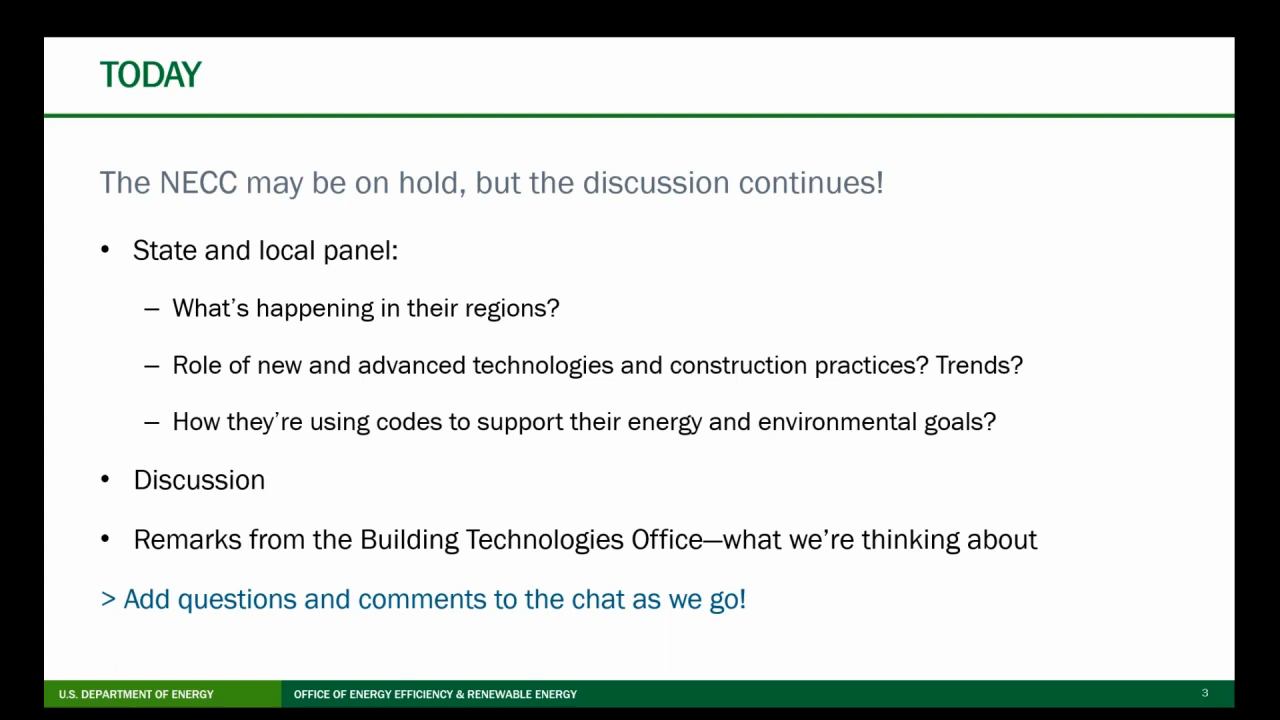 TODAY
The NECC may be on hold, but the discussion continues!
• State and local panel:
– What’s happening in their regions?
– Role of new and advanced technologies and construction practices? Trends?
– How they’re using codes to support their energy and environmental goals?
• Discussion
• Remarks from the Building Technologies Office—what we’re thinking about
> Add questions and comments to the chat as we go!
U.S. DEPARTMENT OF ENERGY OFFICE OF ENERGY EFFICIENCY & RENEWABLE ENERGY 3